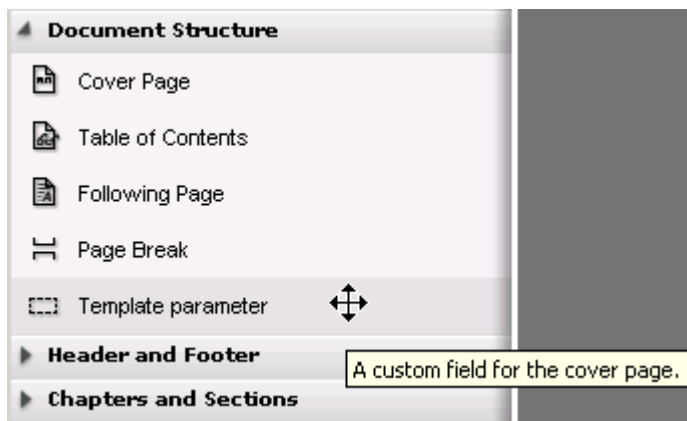 Document Structure
Cover Page
Table of Contents
Following Page
Page Break
Template parameter
Header and Footer
A custom field for the cover page.
Chapters and Sections